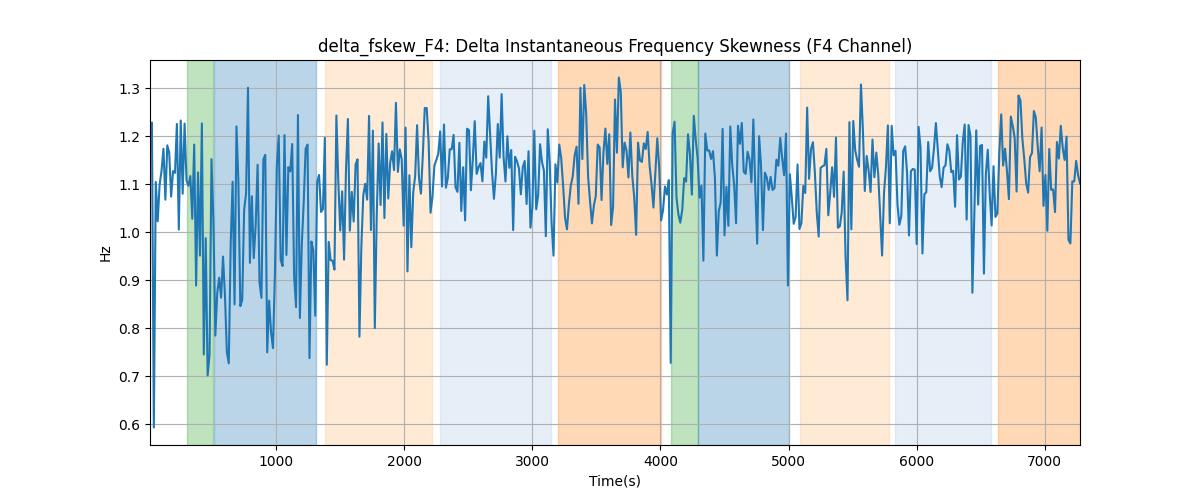 delta_fskew_F4: Delta Instantaneous Frequency Skewness (F4 Channel)
Hz
1.3
1.2
1.1
1.0
0.9
0.8
0.7
0.6
1000 2000 3000 4000 5000 6000 7000
Time(s)